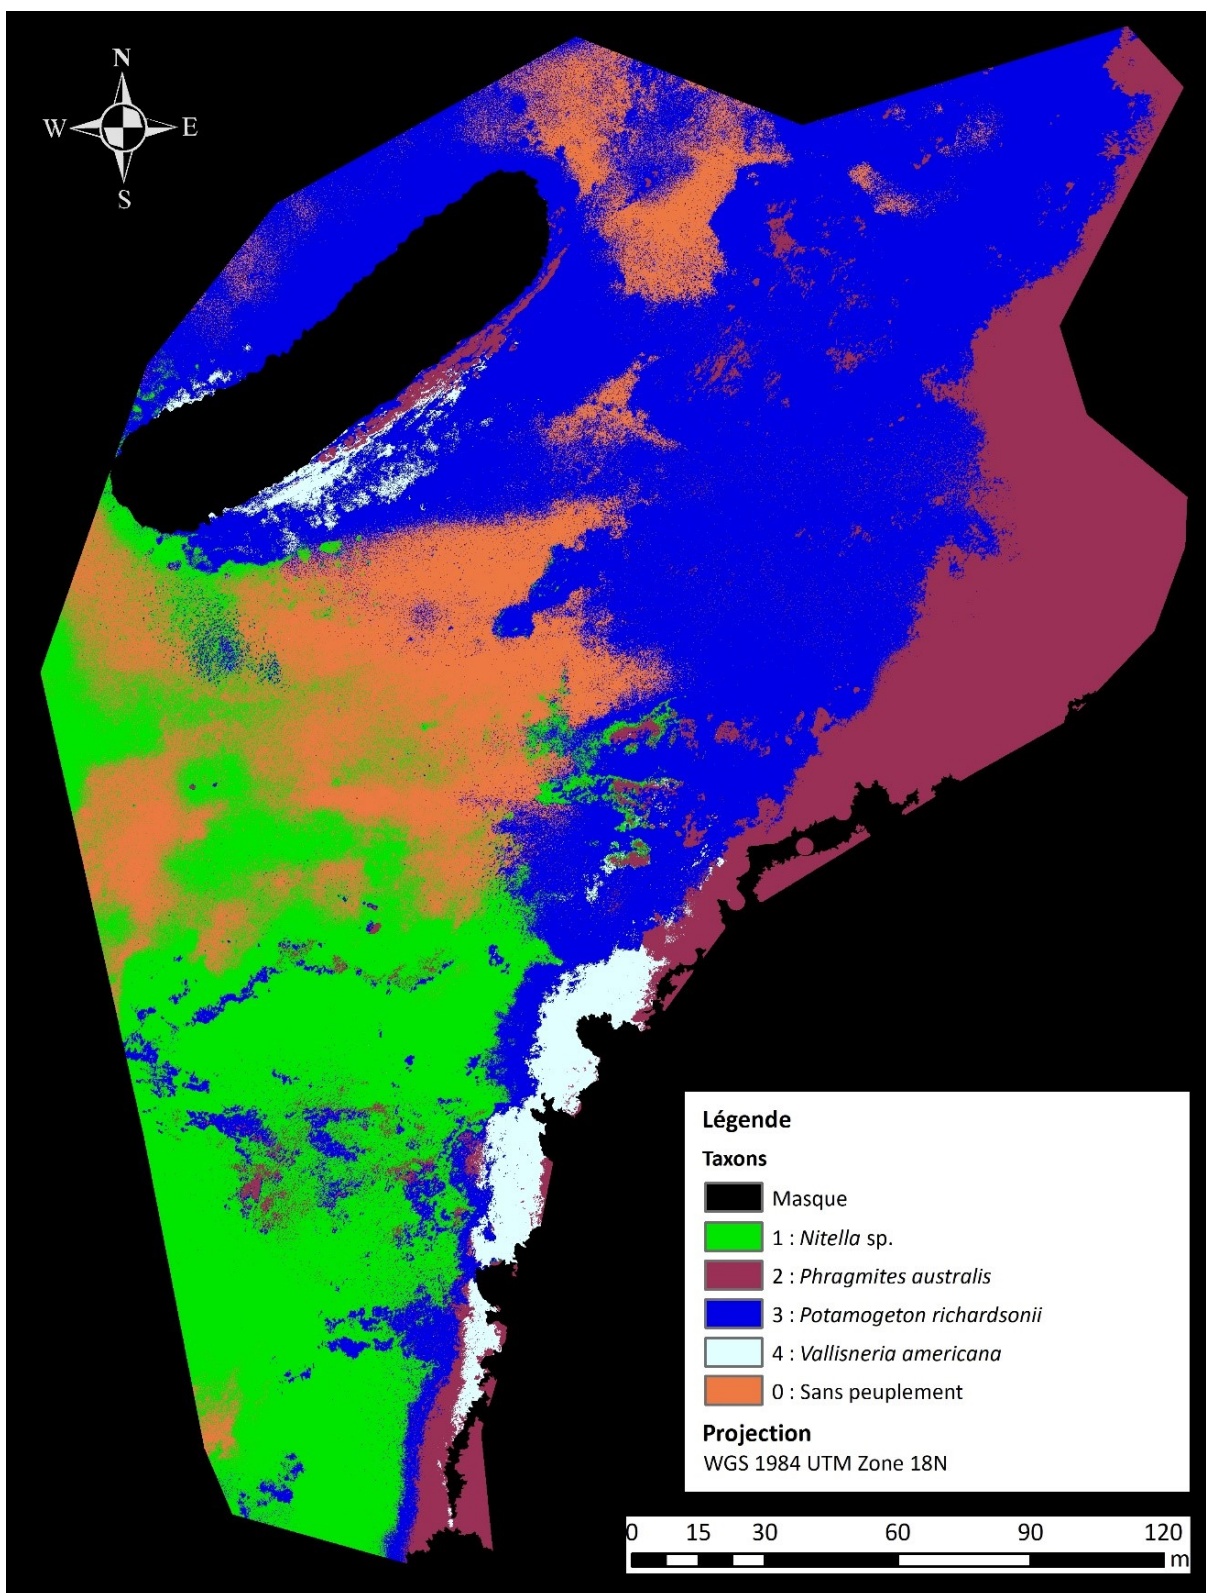 N
W E
S
Légende
Taxons
Masque
1 : Nitella sp.
2 : Phragmites australis
3 : Potamogeton richardsonii
4 : Vallisneria americana
0 : Sans peuplement
Projection
WGS 1984 UTM Zone 18N
0 15 30 60 90 120
m